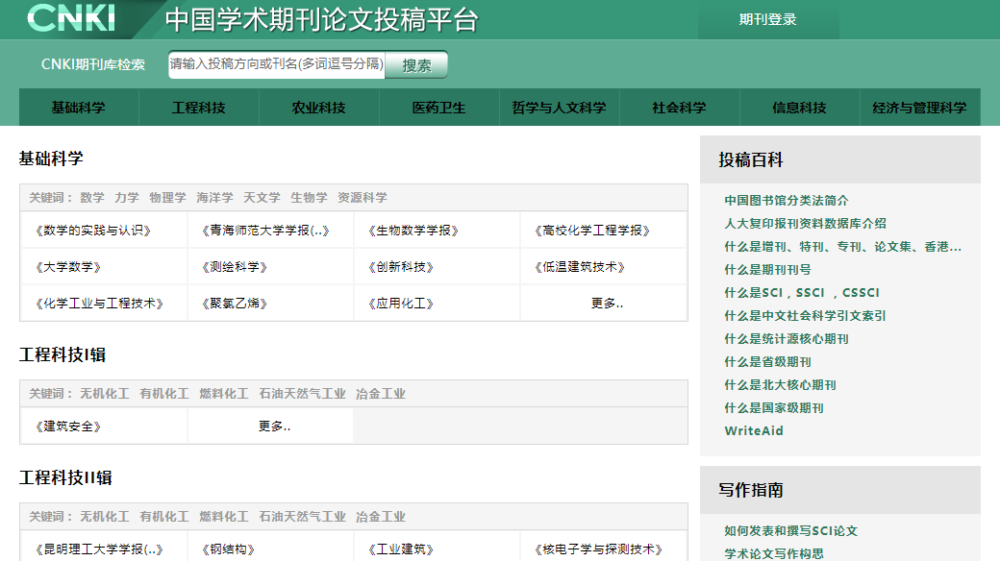 CNKI 中国学术期刊论文投稿平台 期刊登录
CNKI期刊库检索 请输入投稿方向或刊名(多词逗号分隔) 搜索
基础科学 工程科技 农业科技 医药卫生 哲学与人文科学 社会科学 信息科技 经济与管理科学
基础科学
关键词： 数学 力学 物理学 海洋学 天文学 生物学 资源科学
《数学的实践与认识》 《青海师范大学学报(..》 《生物数学学报》 《高校化学工程学报》
《大学数学》 《测绘科学》 《创新科技》 《低温建筑技术》
《化学工业与工程技术》 《聚氯乙烯》 《应用化工》 更多..
工程科技I辑
关键词： 无机化工 有机化工 燃料化工 石油天然气工业 冶金工业
《建筑安全》 更多..
工程科技II辑
关键词： 无机化工 有机化工 燃料化工 石油天然气工业 冶金工业
《昆明理工大学学报(..》 《钢结构》 《工业建筑》 《核电子学与探测技术》
投稿百科
中国图书馆分类法简介
人大复印报刊资料数据库介绍
什么是增刊、特刊、专刊、论文集、香港...
什么是期刊刊号
什么是SCI，SSCI ，CSSCI
什么是中文社会科学引文索引
什么是统计源核心期刊
什么是省级期刊
什么是北大核心期刊
什么是国家级期刊
WriteAid
写作指南
如何发表和撰写SCI论文
学术论文写作构思